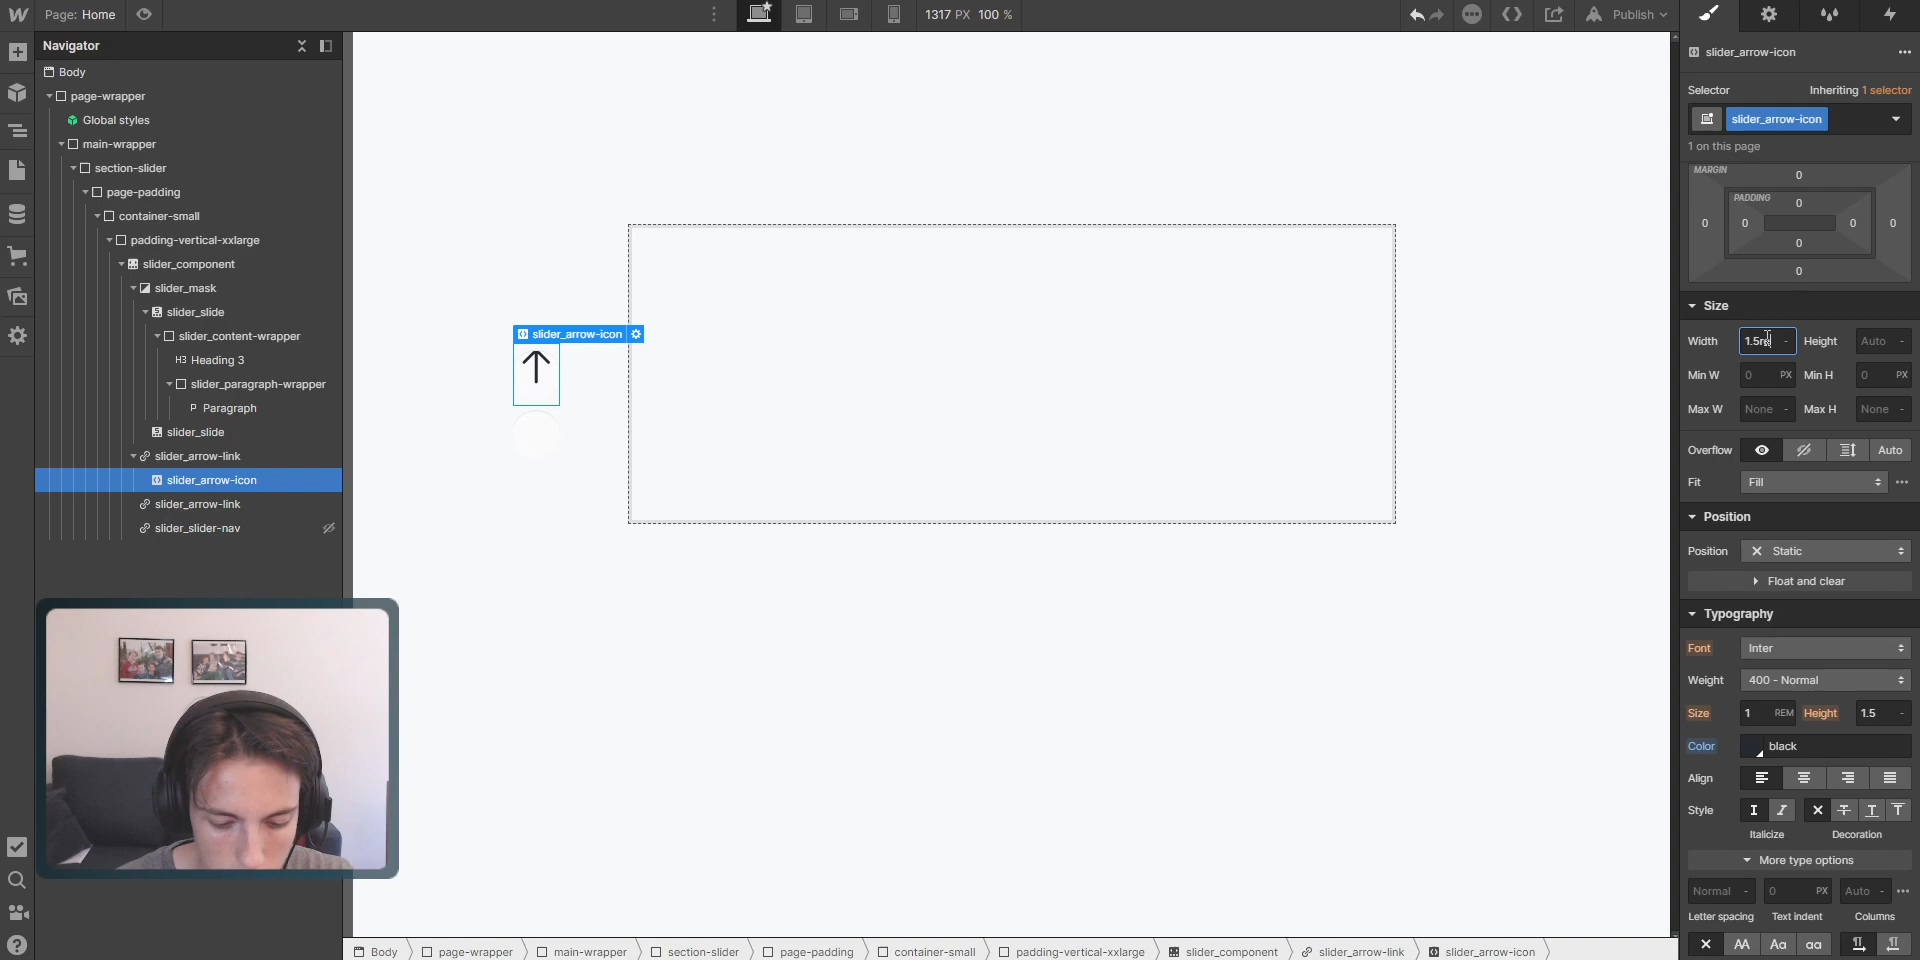 Page: Home
1317 PX 100 %
Publish
Navigator
Body
page-wrapper
Global styles
main-wrapper
section-slider
page-padding
container-small
padding-vertical-xxlarge
slider_component
slider_mask
slider_slide
slider_content-wrapper
H3 Heading 3
slider_paragraph-wrapper
P Paragraph
slider_slide
slider_arrow-link
slider_arrow-icon
slider_arrow-link
slider_slider-nav
slider_arrow-icon
slider_arrow-icon
Selector Inheriting 1 selector
slider_arrow-icon
1 on this page
MARGIN
0
PADDING
0
0 0 0 0
0
0
Size
Width 1.5 - Height Auto -
Min W 0 PX Min H 0 PX
Max W None - Max H None -
Overflow Auto
Fit Fill
Position
Position Static
Float and clear
Typography
Font Inter
Weight 400 - Normal
Size 1 REM Height 1.5 -
Color black
Align
Style
Italicize Decoration
More type options
Normal - 0 PX Auto -
Letter spacing Text indent Columns
AA Aa aa
Body page-wrapper main-wrapper section-slider page-padding container-small padding-vertical-xxlarge slider_component slider_arrow-link slider_arrow-icon